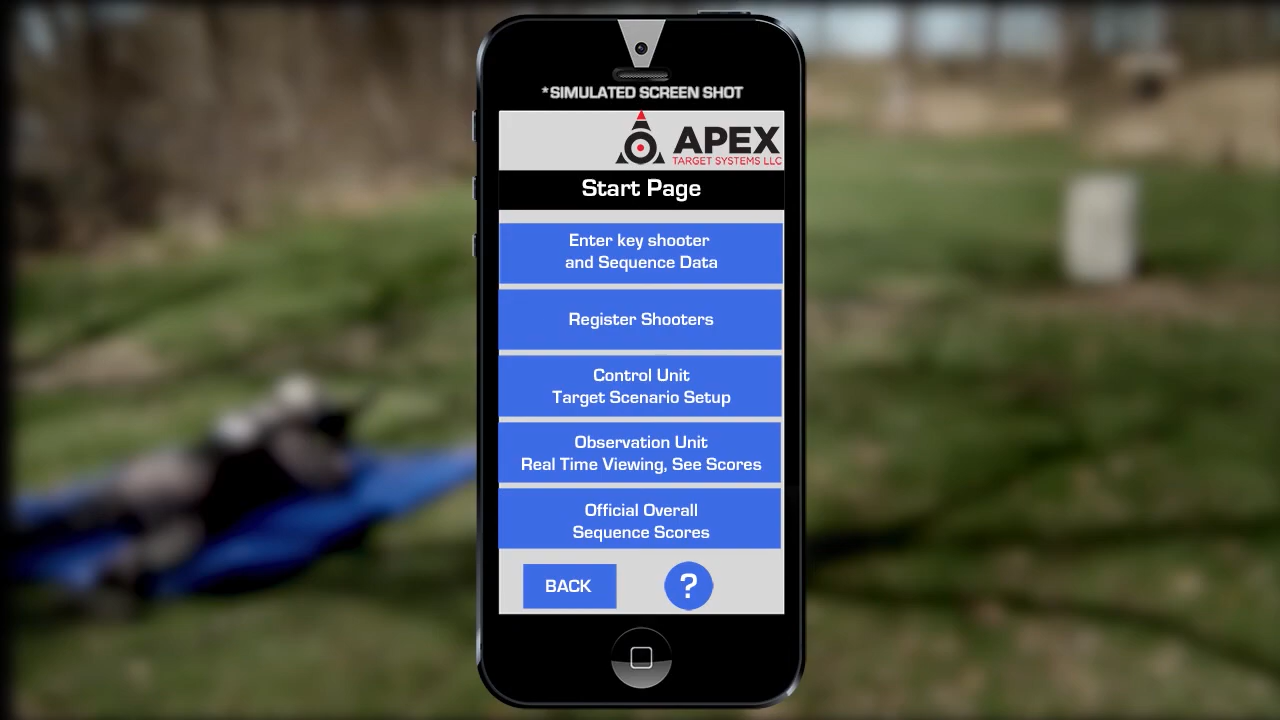 *SIMULATED SCREEN SHOT
APEX
TARGET SYSTEMS LLC
Start Page
Enter key shooter
and Sequence Data
Register Shooters
Control Unit
Target Scenario Setup
Observation Unit
Real Time Viewing, See Scores
Official Overall
Sequence Scores
BACK
?